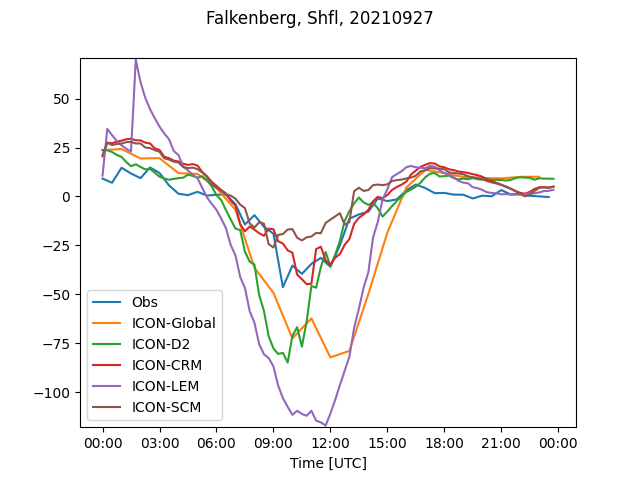 Falkenberg, Shfl, 20210927
50
25
0
−25
−50
−75
−100
Obs
ICON-Global
ICON-D2
ICON-CRM
ICON-LEM
ICON-SCM
00:00 03:00 06:00 09:00 12:00 15:00 18:00 21:00 00:00
Time [UTC]